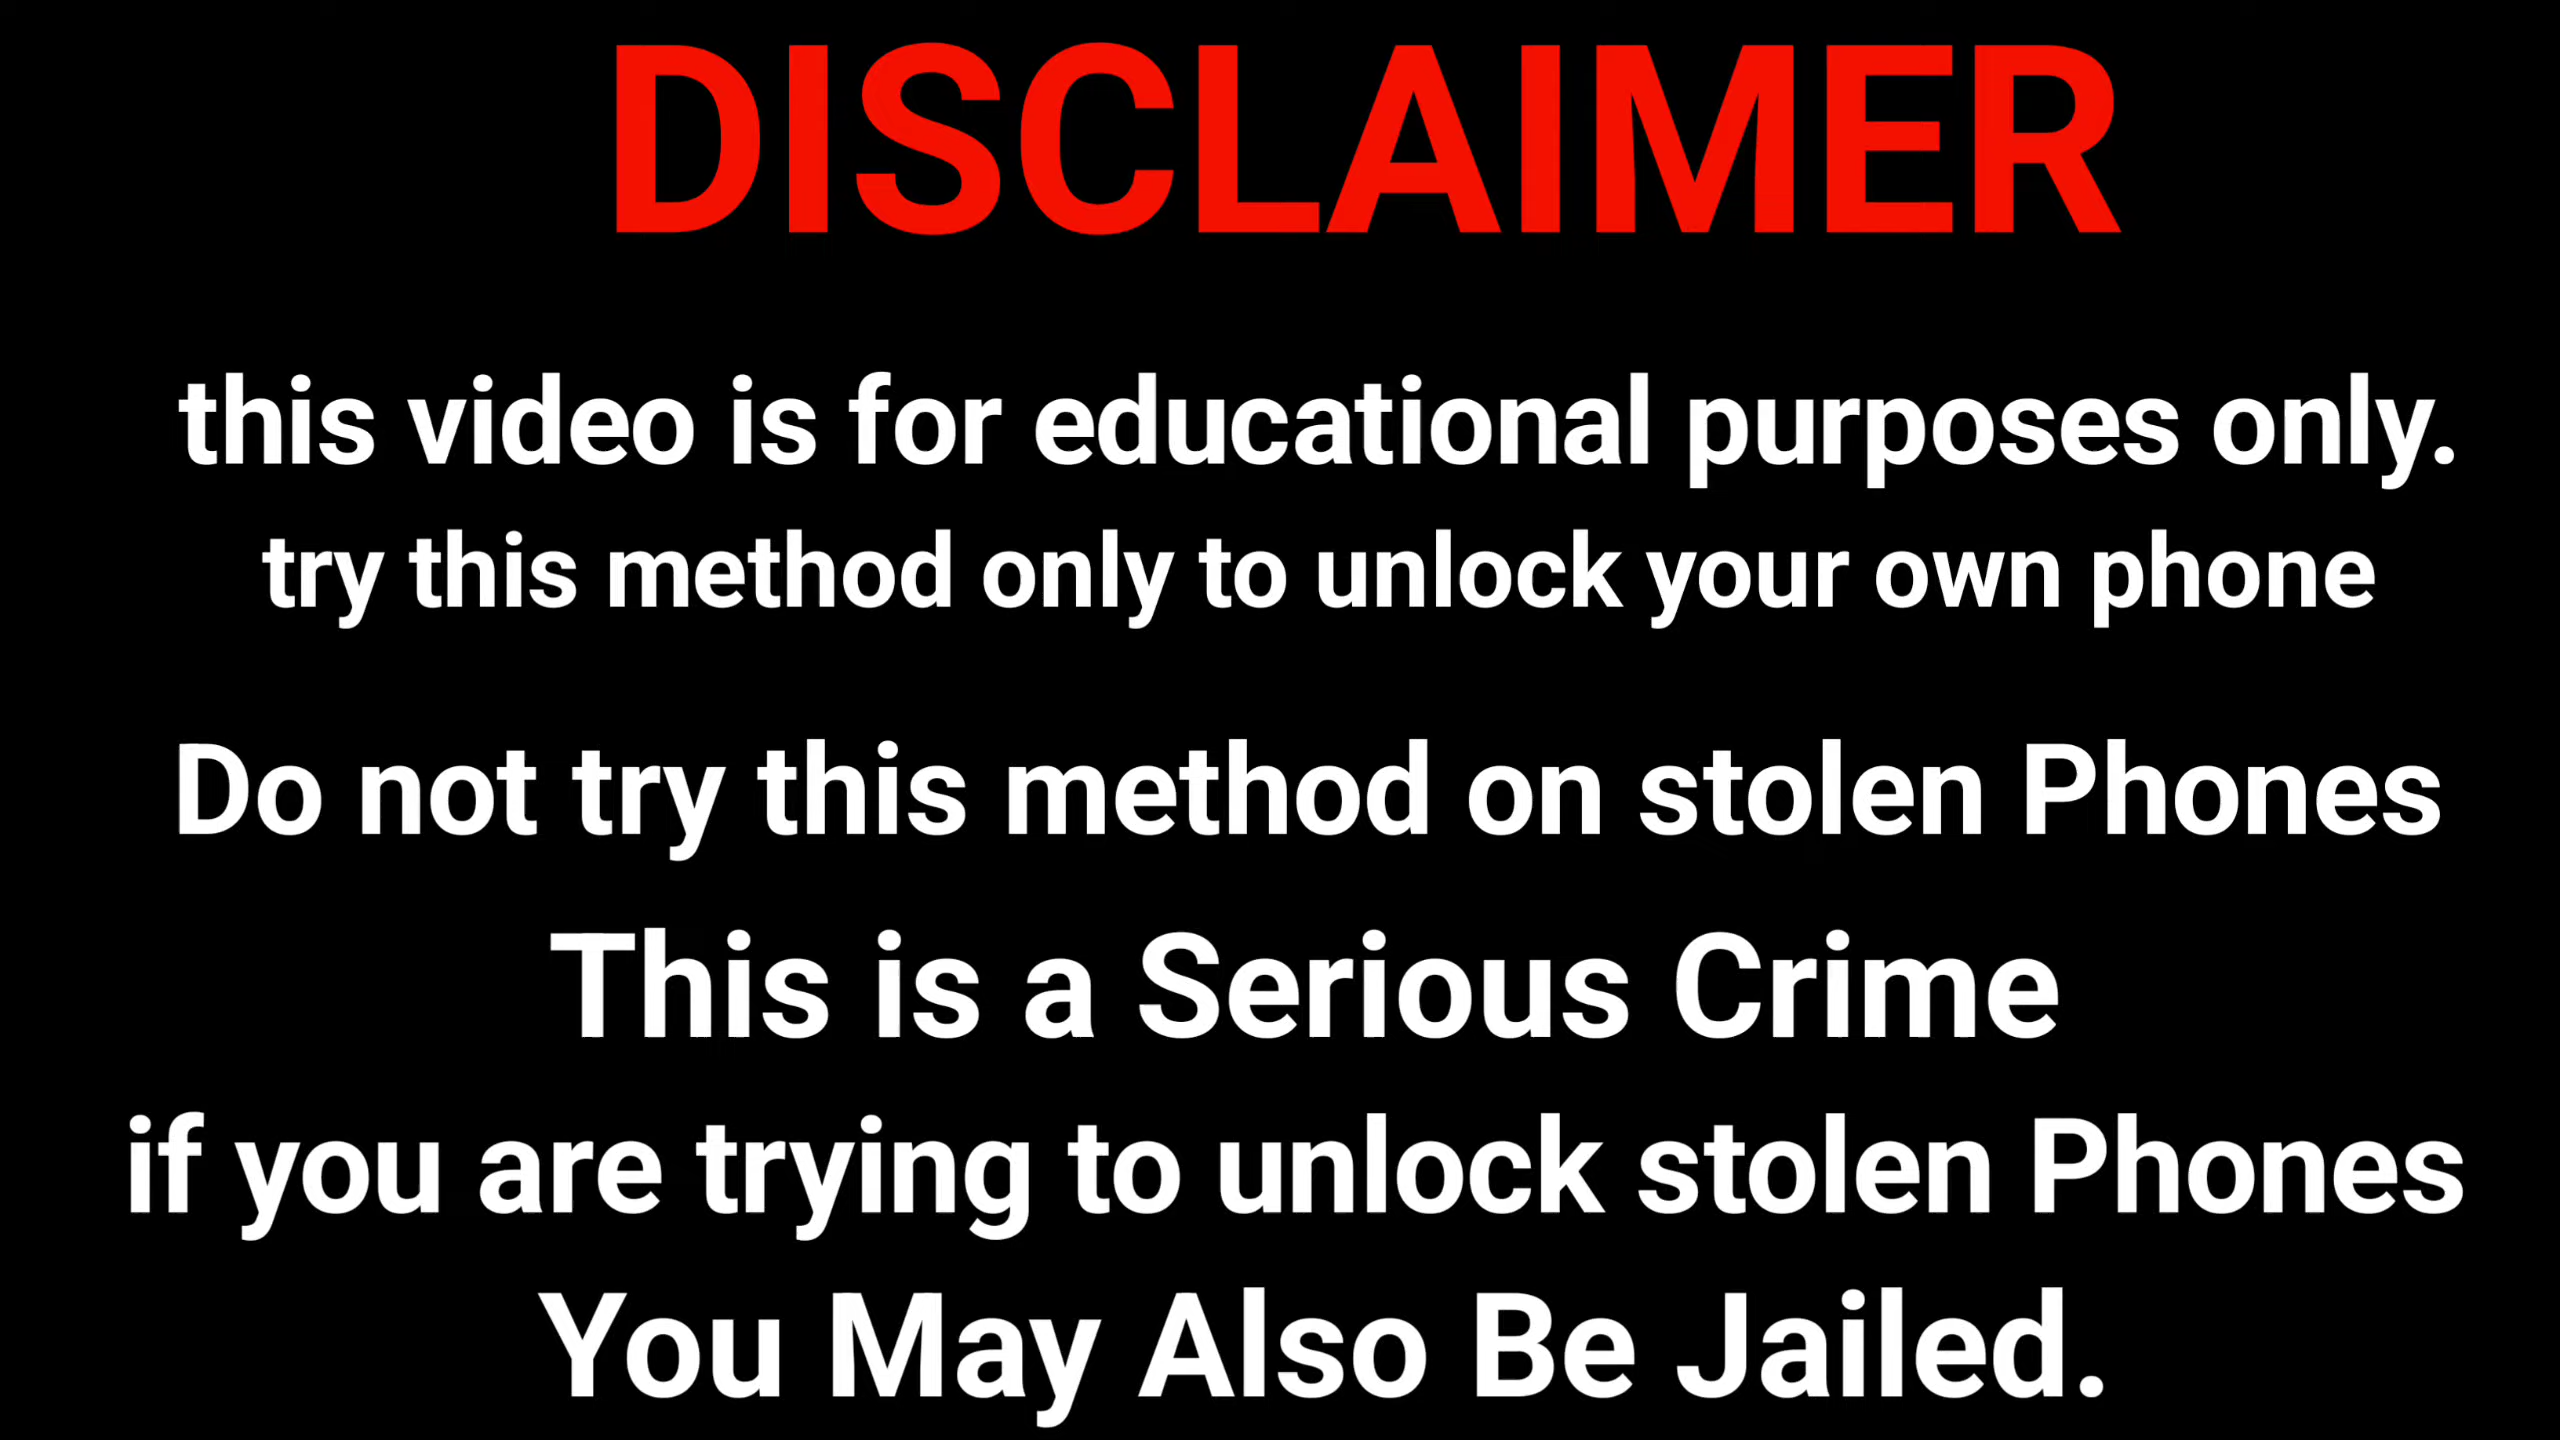 DISCLAIMER
this video is for educational purposes only.
try this method only to unlock your own phone
Do not try this method on stolen Phones
This is a Serious Crime
if you are trying to unlock stolen Phones
You May Also Be Jailed.